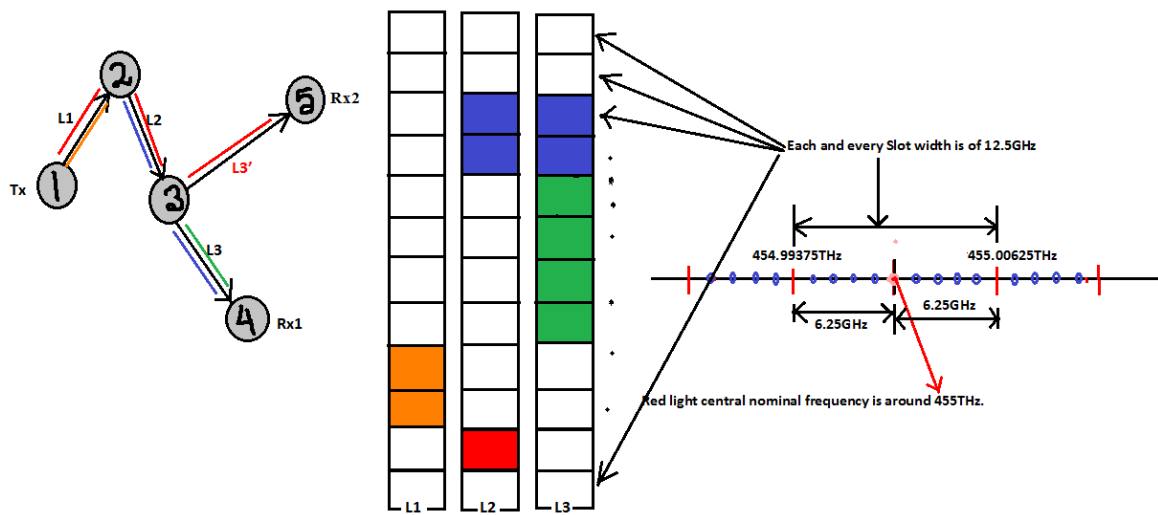 2
5
Rx2
L1
L2
L3'
1
Tx
3
L3
4
Rx1
Each and every Slot width is of 12.5GHz
454.99375THz
455.00625THz
6.25GHz
6.25GHz
Red light central nominal frequency is around 455THz.
L1
L2
L3